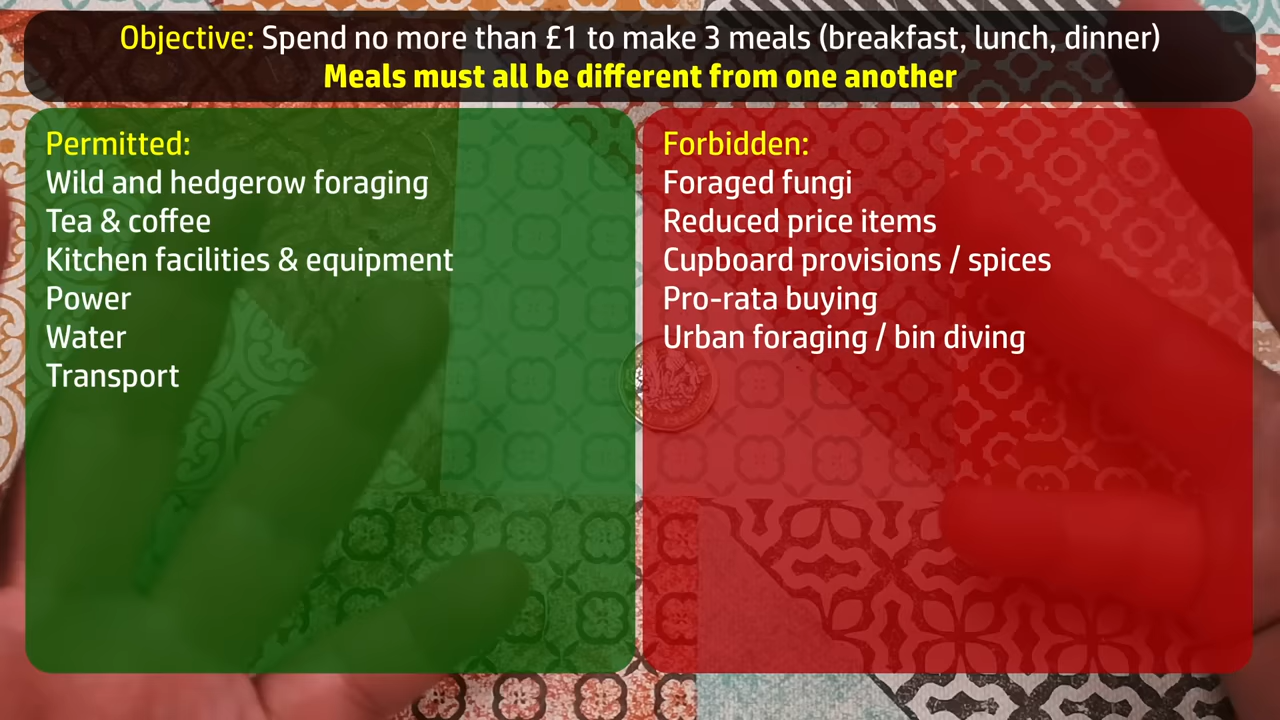 Objective: Spend no more than £1 to make 3 meals (breakfast, lunch, dinner)
Meals must all be different from one another
Permitted:
Wild and hedgerow foraging
Tea & coffee
Kitchen facilities & equipment
Power
Water
Transport
Forbidden:
Foraged fungi
Reduced price items
Cupboard provisions / spices
Pro-rata buying
Urban foraging / bin diving